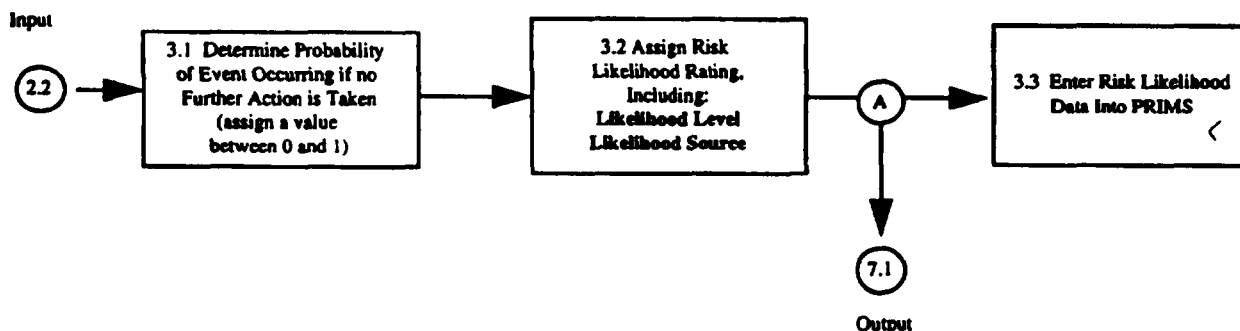 Input
2.2
3.1 Determine Probability
of Event Occurring if no
Further Action is Taken
(assign a value
between 0 and 1)
3.2 Assign Risk
Likelihood Rating,
Including:
Likelihood Level
Likelihood Source
A
3.3 Enter Risk Likelihood
Data Into PRIMS
7.1
Output